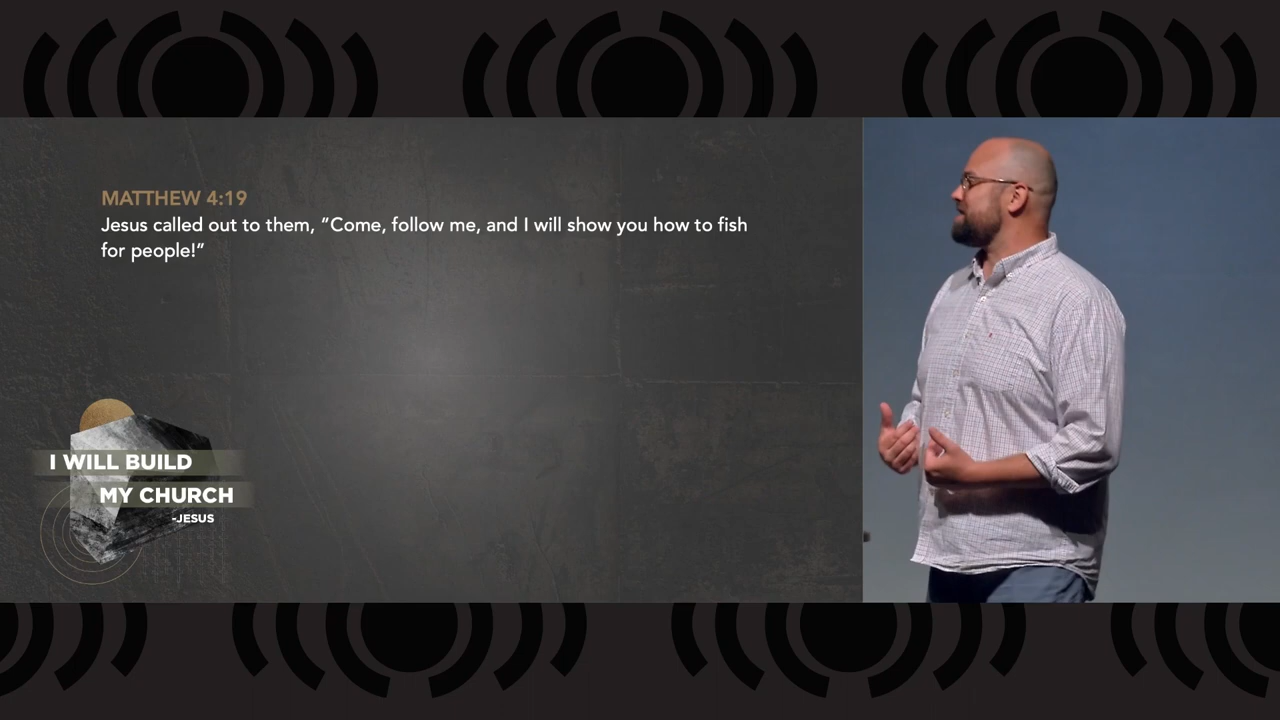 MATTHEW 4:19
Jesus called out to them, “Come, follow me, and I will show you how to fish
for people!”
I WILL BUILD
MY CHURCH
-JESUS